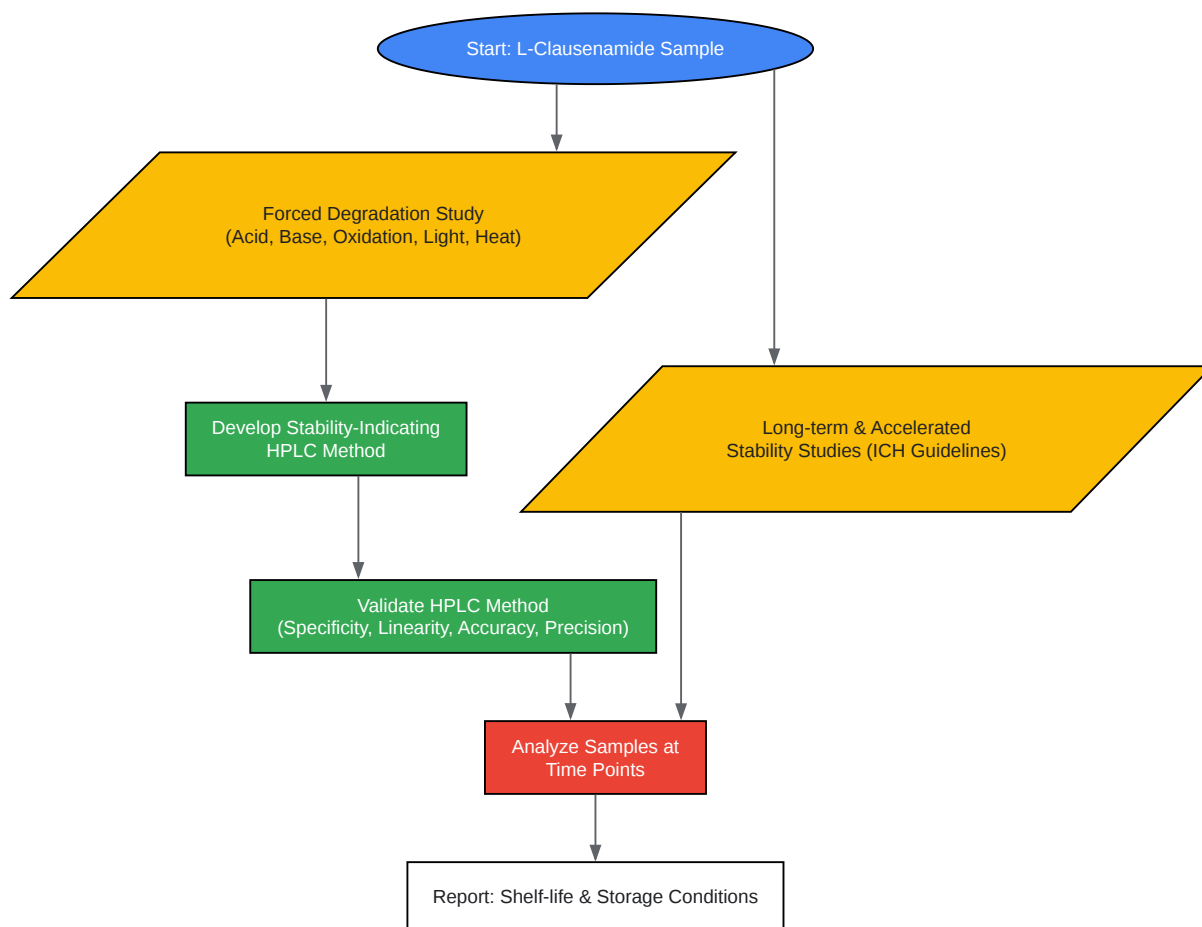 Start: L-Clausenamide Sample
Forced Degradation Study
(Acid, Base, Oxidation, Light, Heat)
Develop Stability-Indicating
HPLC Method
Long-term & Accelerated
Stability Studies (ICH Guidelines)
Validate HPLC Method
(Specificity, Linearity, Accuracy, Precision)
Analyze Samples at
Time Points
Report: Shelf-life & Storage Conditions